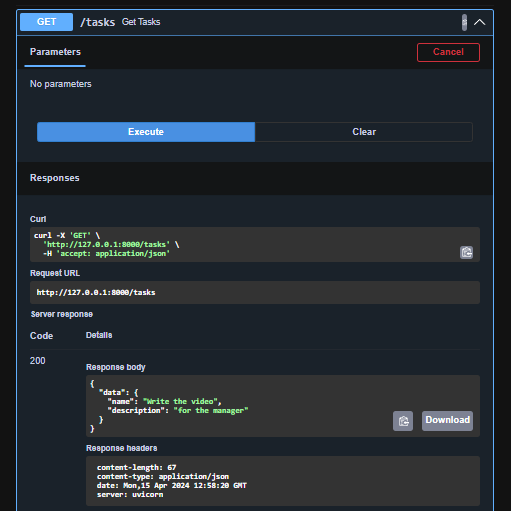 GET /tasks Get Tasks
Parameters
Cancel
No parameters
Execute
Clear
Responses
Curl
curl -X 'GET' \
'http://127.0.0.1:8000/tasks' \
-H 'accept: application/json'
Request URL
http://127.0.0.1:8000/tasks
Server response
Code Details
200
Response body
{
"data": {
"name": "Write the video",
"description": "for the manager"
}
}
Download
Response headers
content-length: 67
content-type: application/json
date: Mon,15 Apr 2024 12:58:20 GMT
server: uvicorn